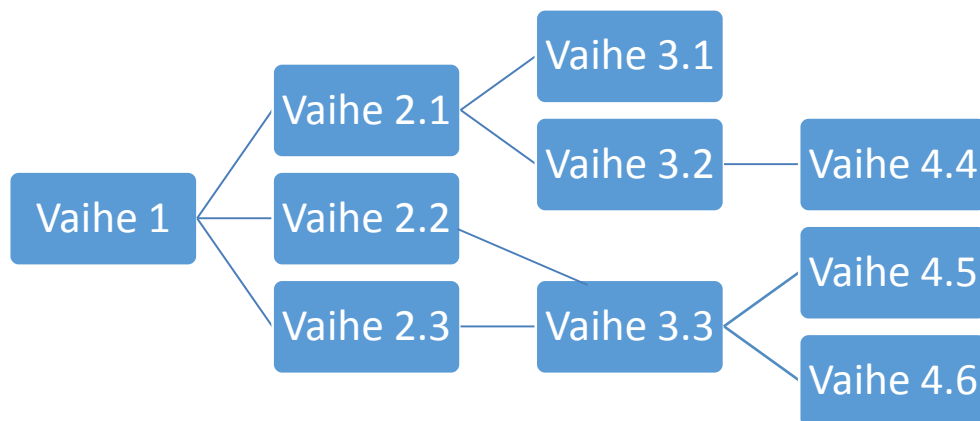 Vaihe 1
Vaihe 2.1
Vaihe 2.2
Vaihe 2.3
Vaihe 3.1
Vaihe 3.2
Vaihe 3.3
Vaihe 4.4
Vaihe 4.5
Vaihe 4.6